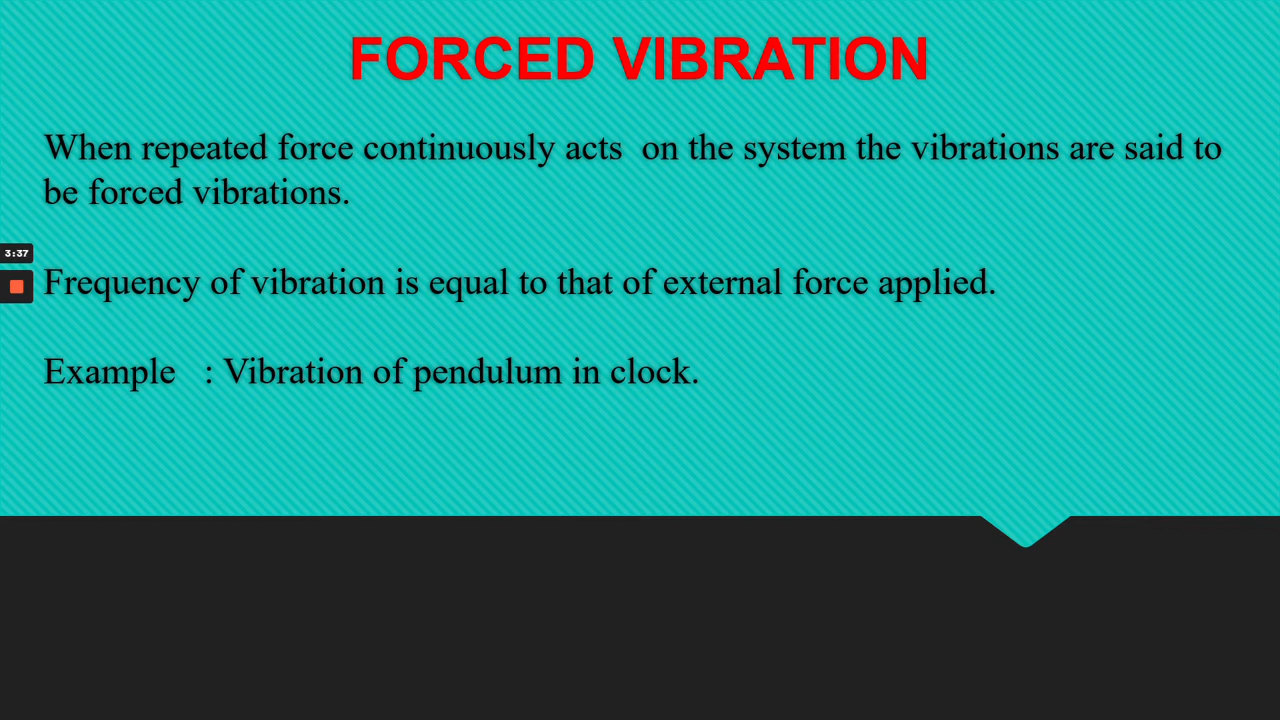 FORCED VIBRATION
When repeated force continuously acts on the system the vibrations are said to
be forced vibrations.
3:37
Frequency of vibration is equal to that of external force applied.
Example : Vibration of pendulum in clock.